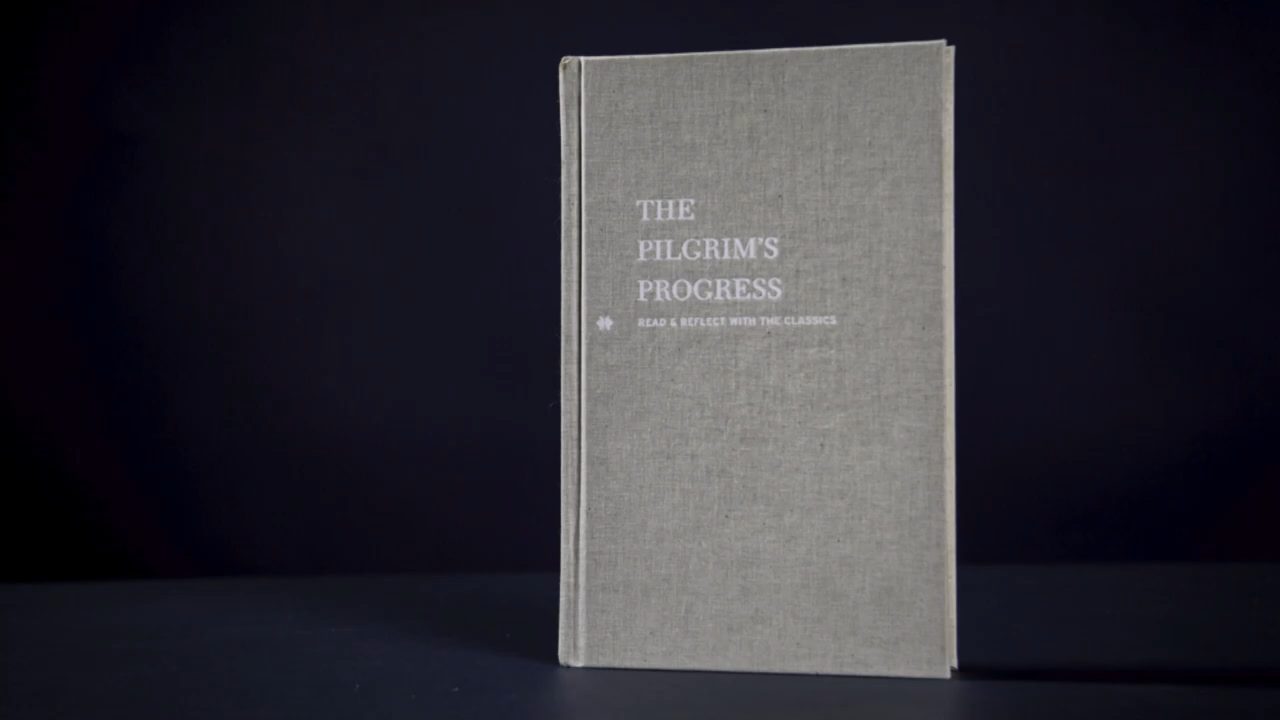 THE
PILGRIM'S
PROGRESS
READ & REFLECT WITH THE CLASSICS